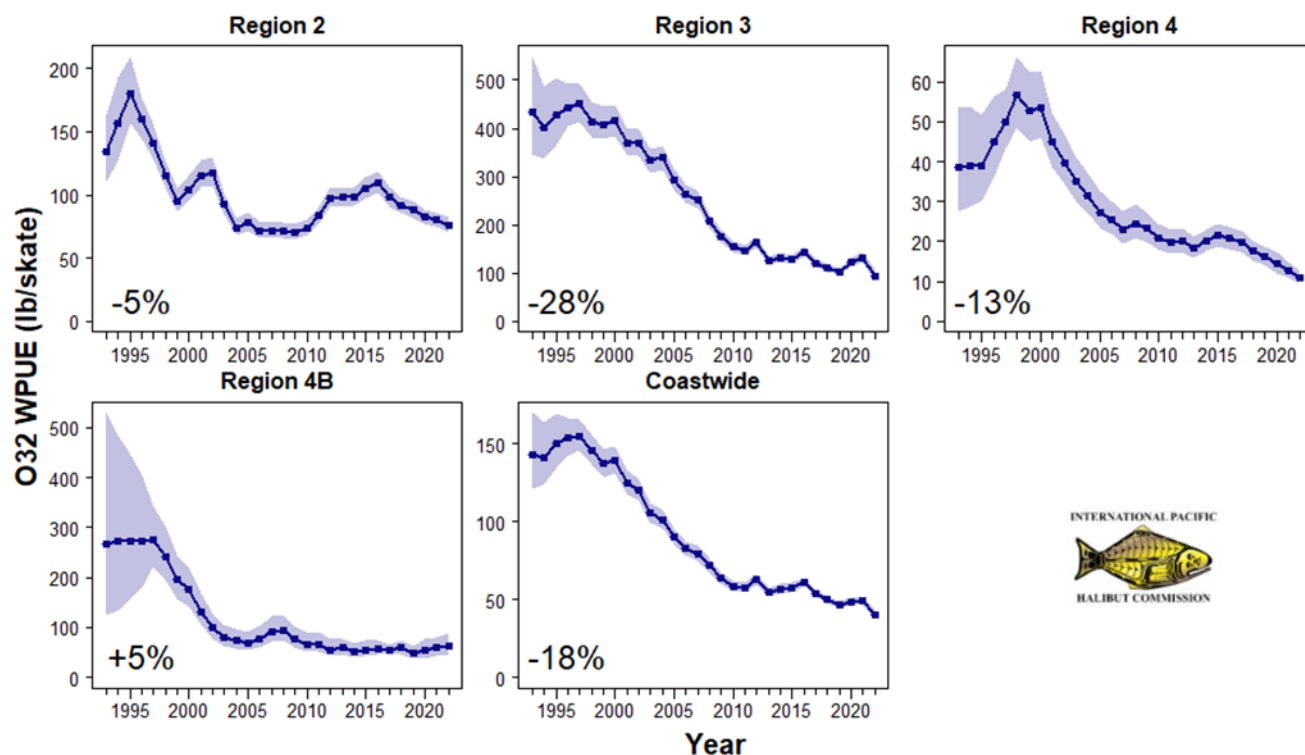 Region 2
Region 3
Region 4
O32 WPUE (lb/skate)
200
150
100
50
0
-5%
1995 2000 2005 2010 2015 2020
500
400
300
200
100
0
-28%
1995 2000 2005 2010 2015 2020
60
50
40
30
20
10
0
-13%
1995 2000 2005 2010 2015 2020
Region 4B
Coastwide
500
400
300
200
100
0
+5%
1995 2000 2005 2010 2015 2020
150
100
50
0
-18%
1995 2000 2005 2010 2015 2020
INTERNATIONAL PACIFIC
HALIBUT COMMISSION
Year